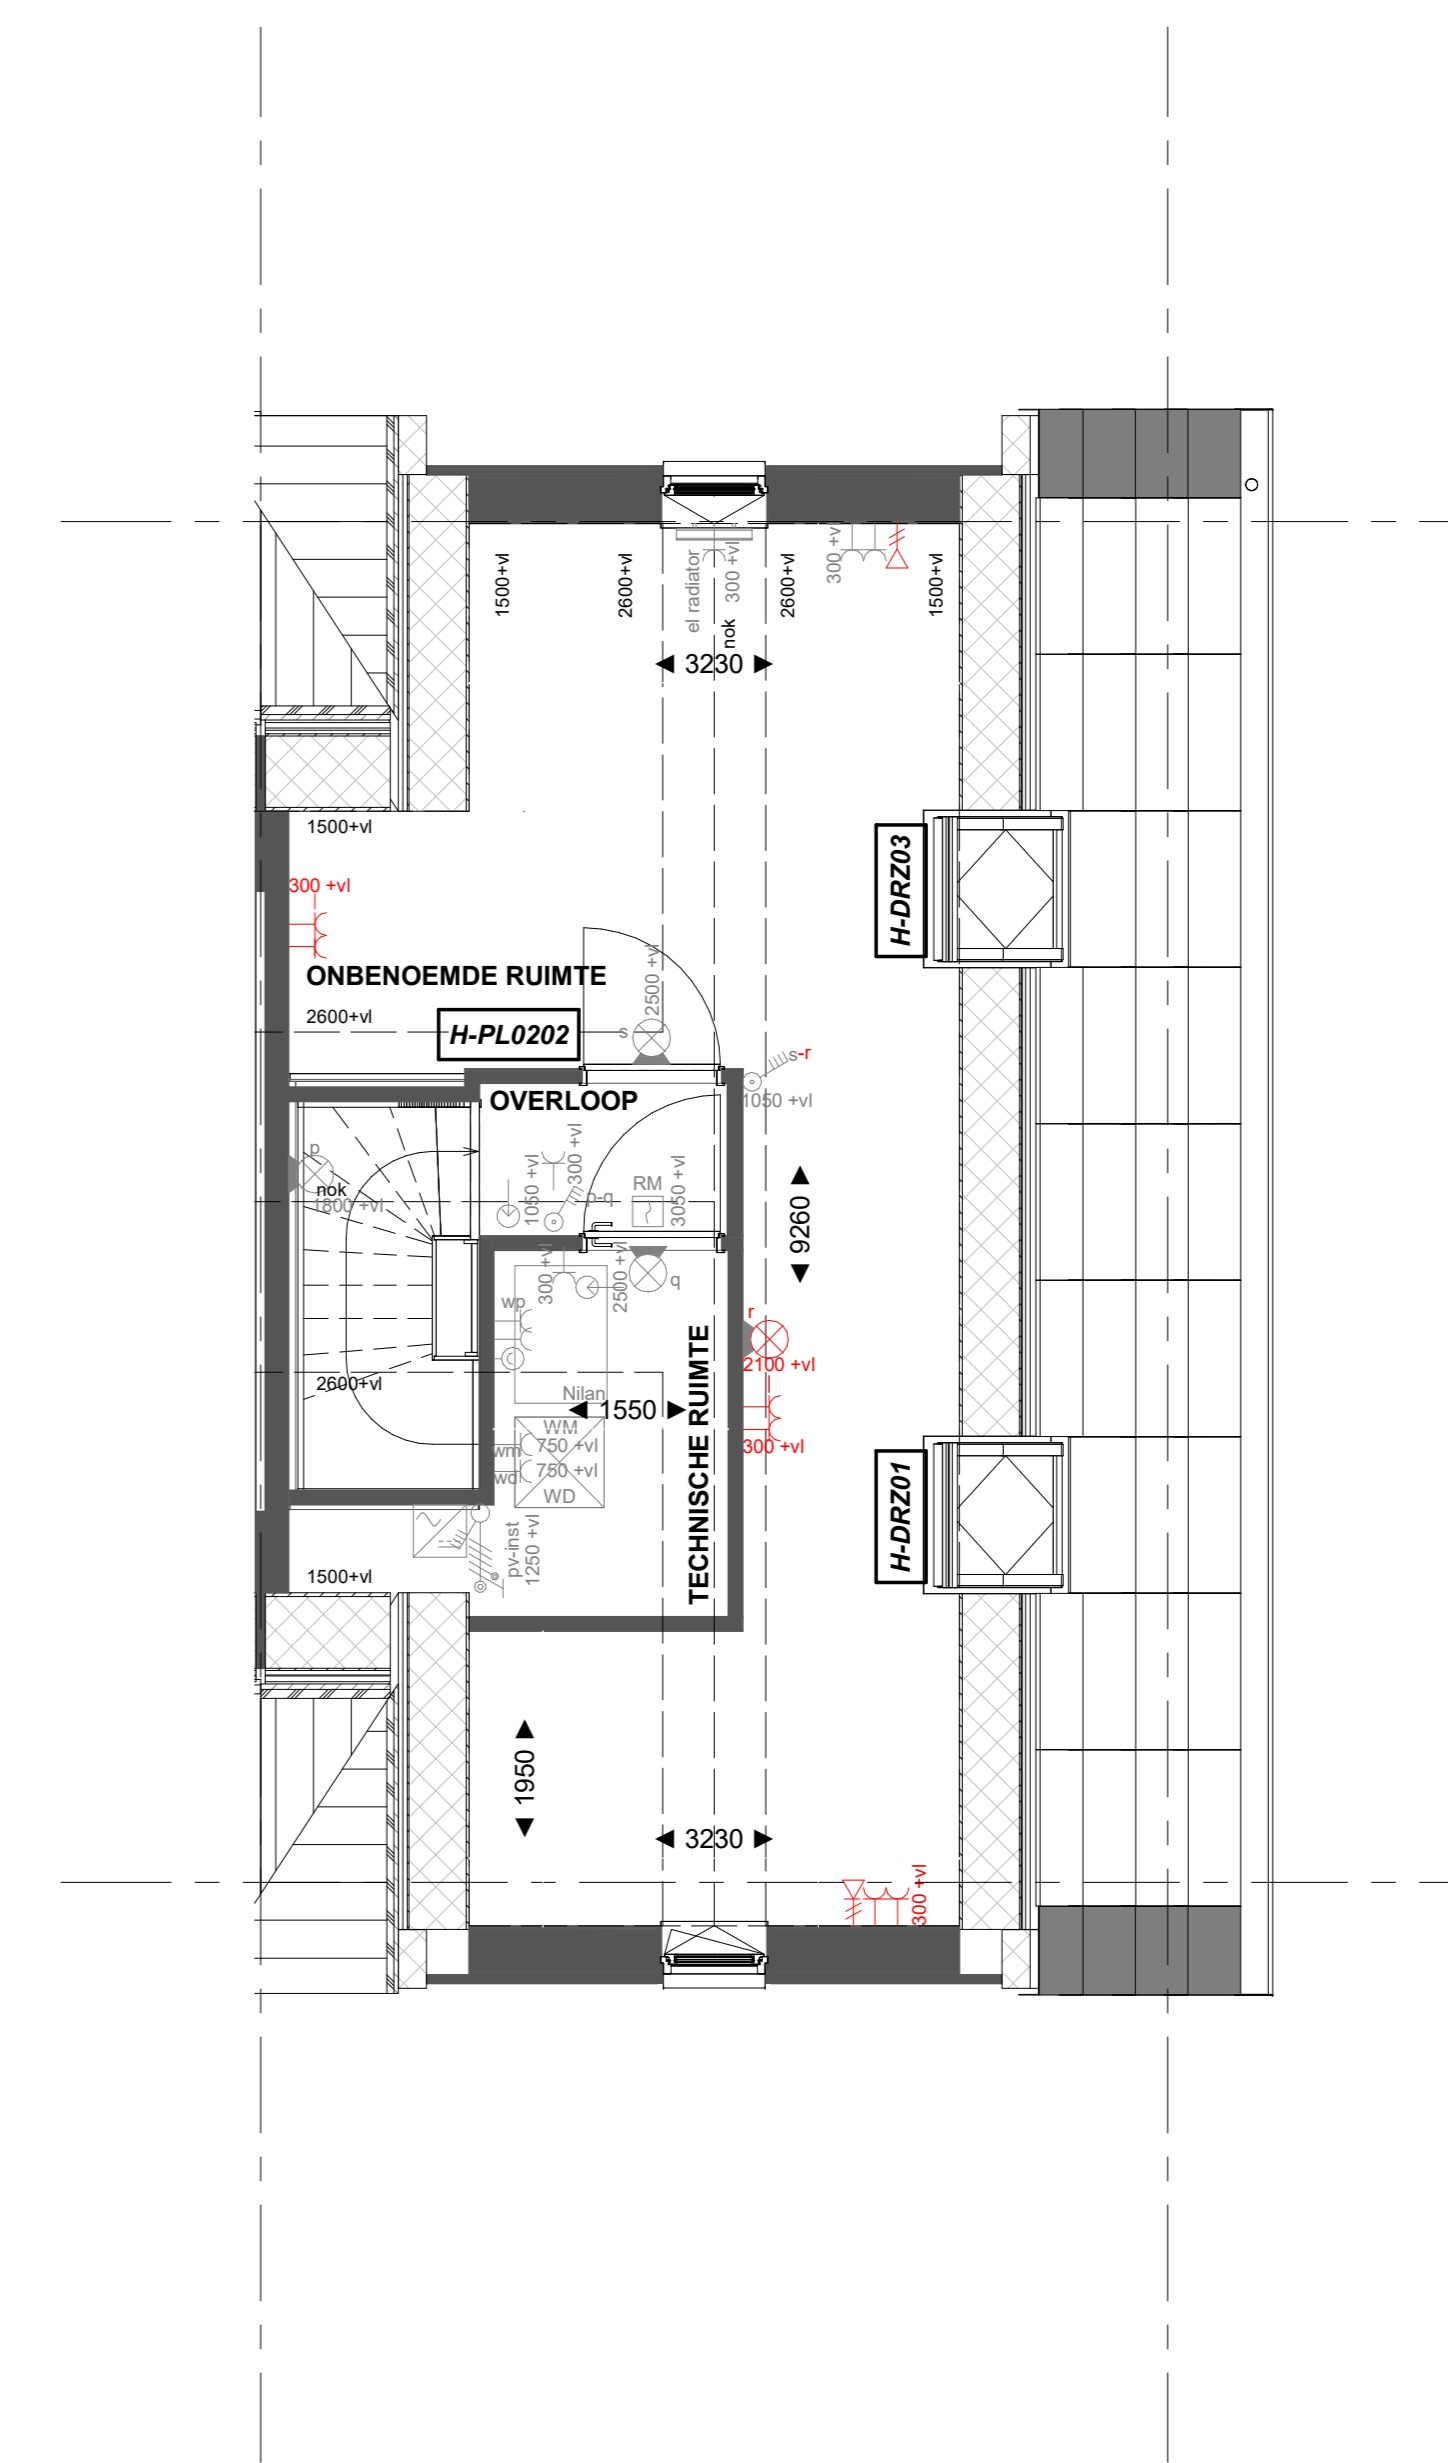 1500+vl
2600+vl
el radiator
300 +vl
nok
2600+vl
300 +vl
1500+vl
3230
1500+vl
300 +vl
H-DRZ03
ONBENOEMDE RUIMTE
2500 +vl
2600+vl
H-PL0202
s
s-r
1050 +vl
OVERLOOP
p
nok
1800 +vl
1050 +vl
300 +vl
p-q
RM
3050 +vl
9260
300 +vl
2500 +vl
q
wp
r
2100 +vl
TECHNISCHE RUIMTE
2600+vl
Nilan
1550
WM
wm
750 +vl
300 +vl
wd
750 +vl
WD
H-DRZ01
pv-inst
1250 +vl
1500+vl
1950
3230
300 +vl